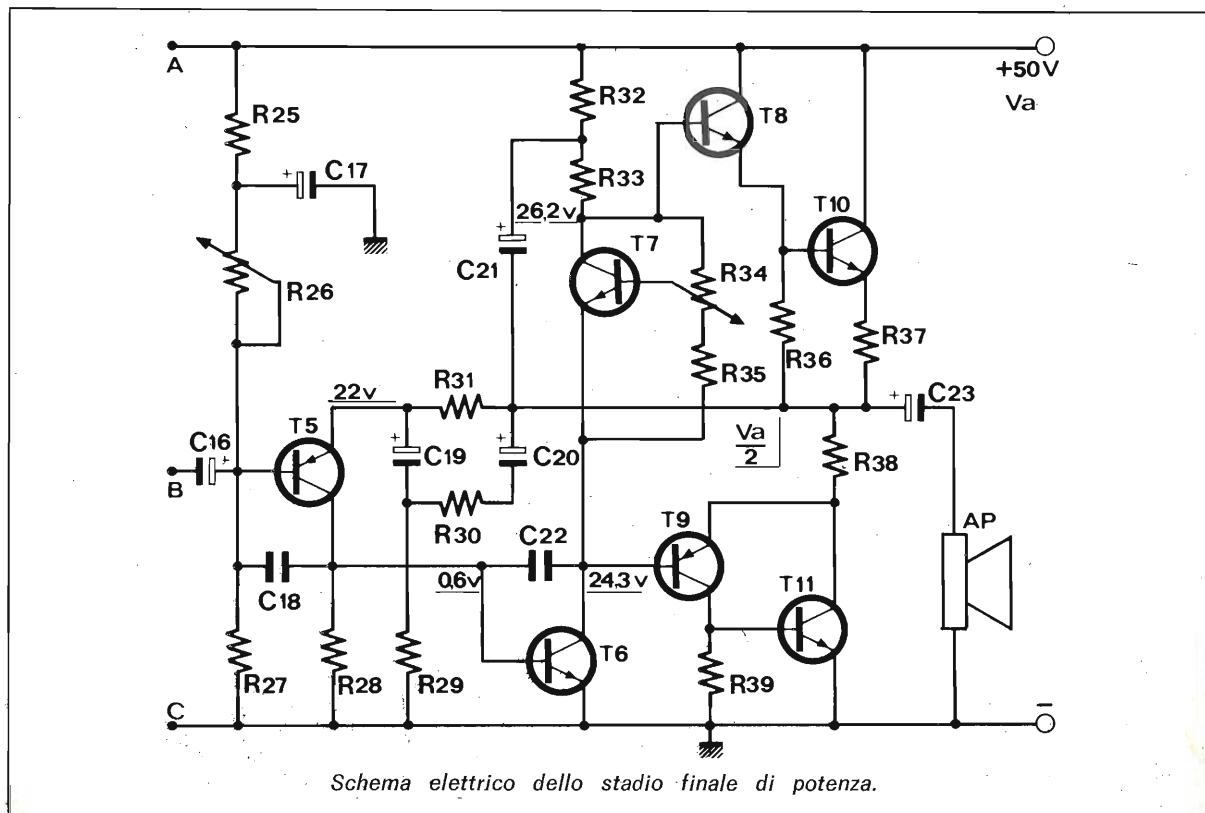 A
+50V
Va
R32
T8
R25
C17
R33
26,2v
T10
T7
C21
R34
R26
R37
R36
R35
R31
22v
C23
T5
Va
2
C16
C19
C20
R38
B
R30
T9
AP
C22
0,6v
24,3v
T11
C18
T6
R27
R28
R29
R39
C
–
Schema elettrico dello stadio finale di potenza.